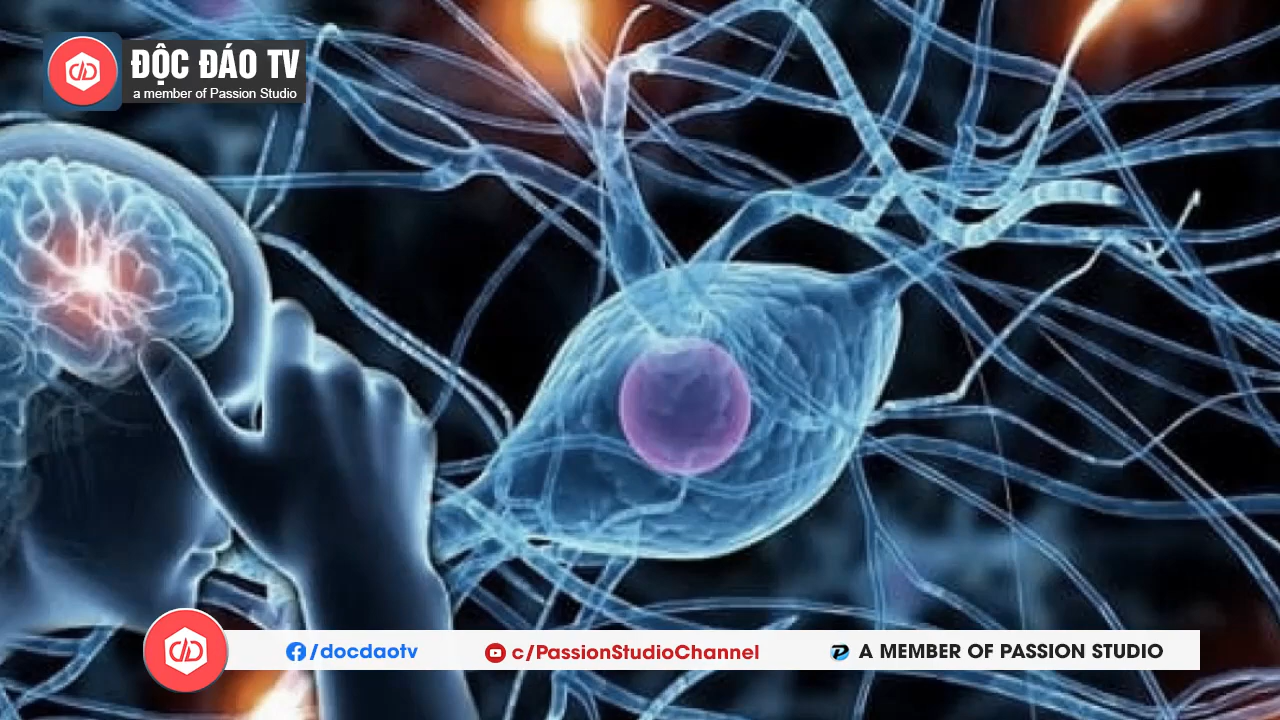 ĐỘC ĐÁO TV
a member of Passion Studio
/docdaotv
c/PassionStudioChannel
A MEMBER OF PASSION STUDIO